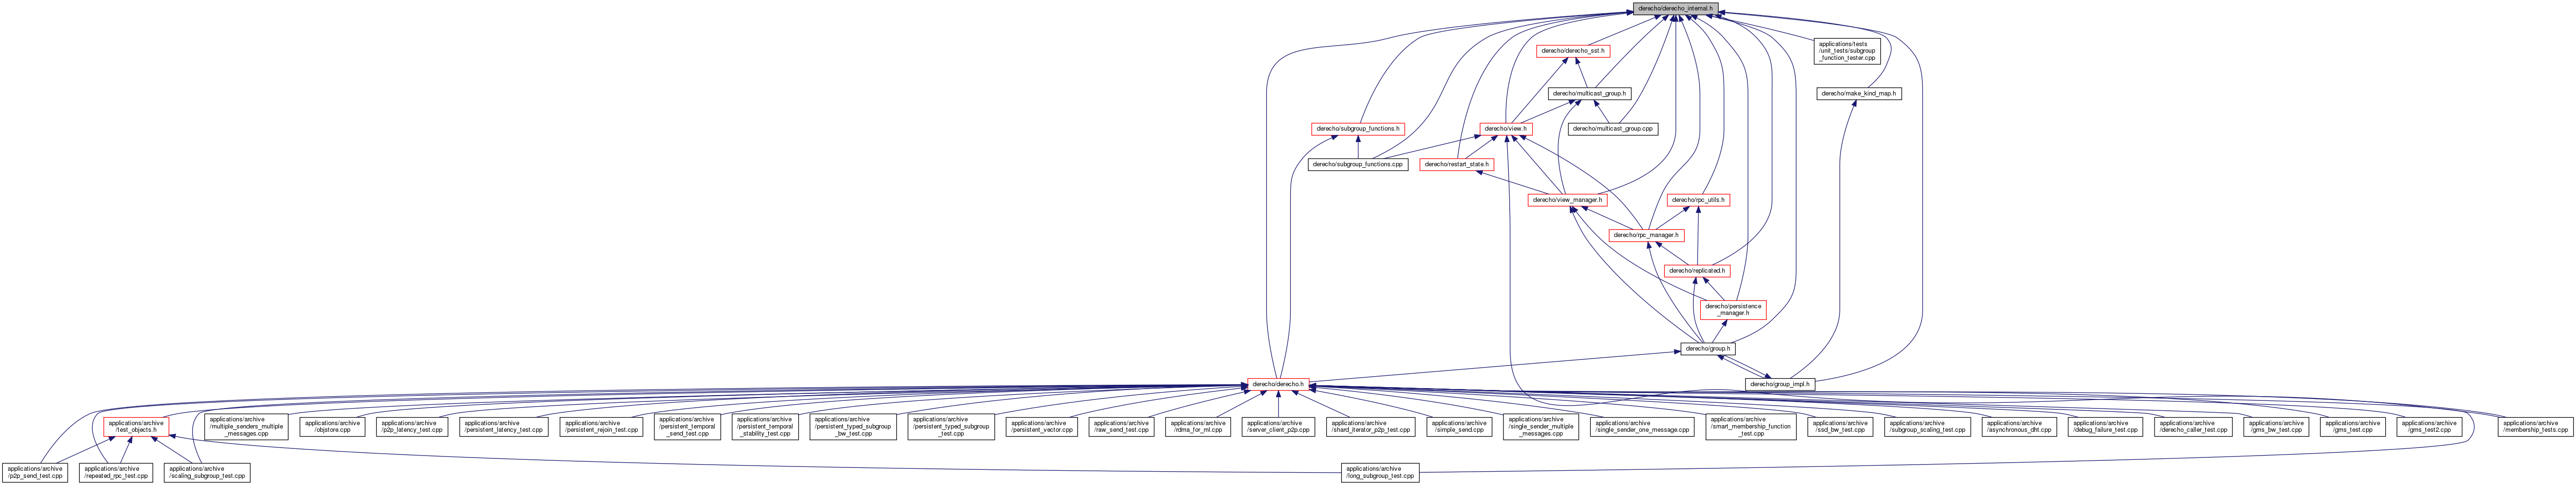 derecho/derecho_internal.h
derecho/derecho_sst.h
applications/tests
/unit_tests/subgroup
_function_tester.cpp
derecho/multicast_group.h
derecho/make_kind_map.h
derecho/subgroup_functions.h
derecho/view.h
derecho/multicast_group.cpp
derecho/subgroup_functions.cpp
derecho/restart_state.h
derecho/view_manager.h
derecho/rpc_utils.h
derecho/rpc_manager.h
derecho/replicated.h
derecho/persistence
_manager.h
derecho/group.h
derecho/derecho.h
derecho/group_impl.h
applications/archive
/test_objects.h
applications/archive
/multiple_senders_multiple
_messages.cpp
applications/archive
/objstore.cpp
applications/archive
/p2p_latency_test.cpp
applications/archive
/persistent_latency_test.cpp
applications/archive
/persistent_rejoin_test.cpp
applications/archive
/persistent_temporal
_send_test.cpp
applications/archive
/persistent_temporal
_stability_test.cpp
applications/archive
/persistent_typed_subgroup
_bw_test.cpp
applications/archive
/persistent_typed_subgroup
_test.cpp
applications/archive
/persistent_vector.cpp
applications/archive
/raw_send_test.cpp
applications/archive
/rdma_for_ml.cpp
applications/archive
/server_client_p2p.cpp
applications/archive
/shard_iterator_p2p_test.cpp
applications/archive
/simple_send.cpp
applications/archive
/single_sender_multiple
_messages.cpp
applications/archive
/single_sender_one_message.cpp
applications/archive
/smart_membership_function
_test.cpp
applications/archive
/ssd_bw_test.cpp
applications/archive
/subgroup_scaling_test.cpp
applications/archive
/asynchronous_dht.cpp
applications/archive
/debug_failure_test.cpp
applications/archive
/derecho_caller_test.cpp
applications/archive
/gms_bw_test.cpp
applications/archive
/gms_test.cpp
applications/archive
/gms_test2.cpp
applications/archive
/membership_tests.cpp
applications/archive
/p2p_send_test.cpp
applications/archive
/repeated_rpc_test.cpp
applications/archive
/scaling_subgroup_test.cpp
applications/archive
/long_subgroup_test.cpp